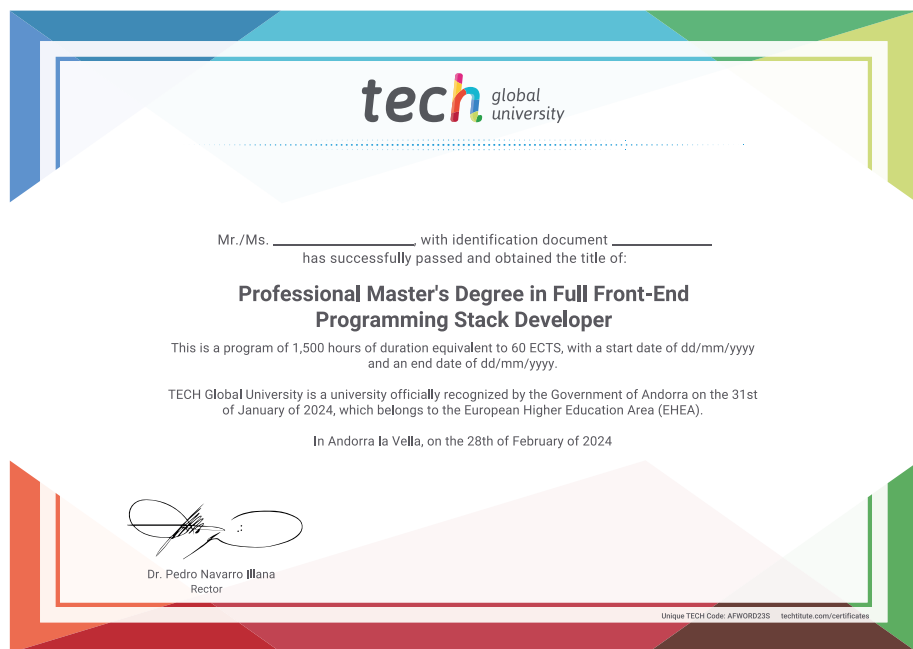 tech global university
Mr./Ms. ____________________, with identification document ______________
has successfully passed and obtained the title of:
Professional Master's Degree in Full Front-End
Programming Stack Developer
This is a program of 1,500 hours of duration equivalent to 60 ECTS, with a start date of dd/mm/yyyy
and an end date of dd/mm/yyyy.
TECH Global University is a university officially recognized by the Government of Andorra on the 31st
of January of 2024, which belongs to the European Higher Education Area (EHEA).
In Andorra la Vella, on the 28th of February of 2024
Dr. Pedro Navarro Illana
Rector
Unique TECH Code: AFWORD23S techtitute.com/certificates